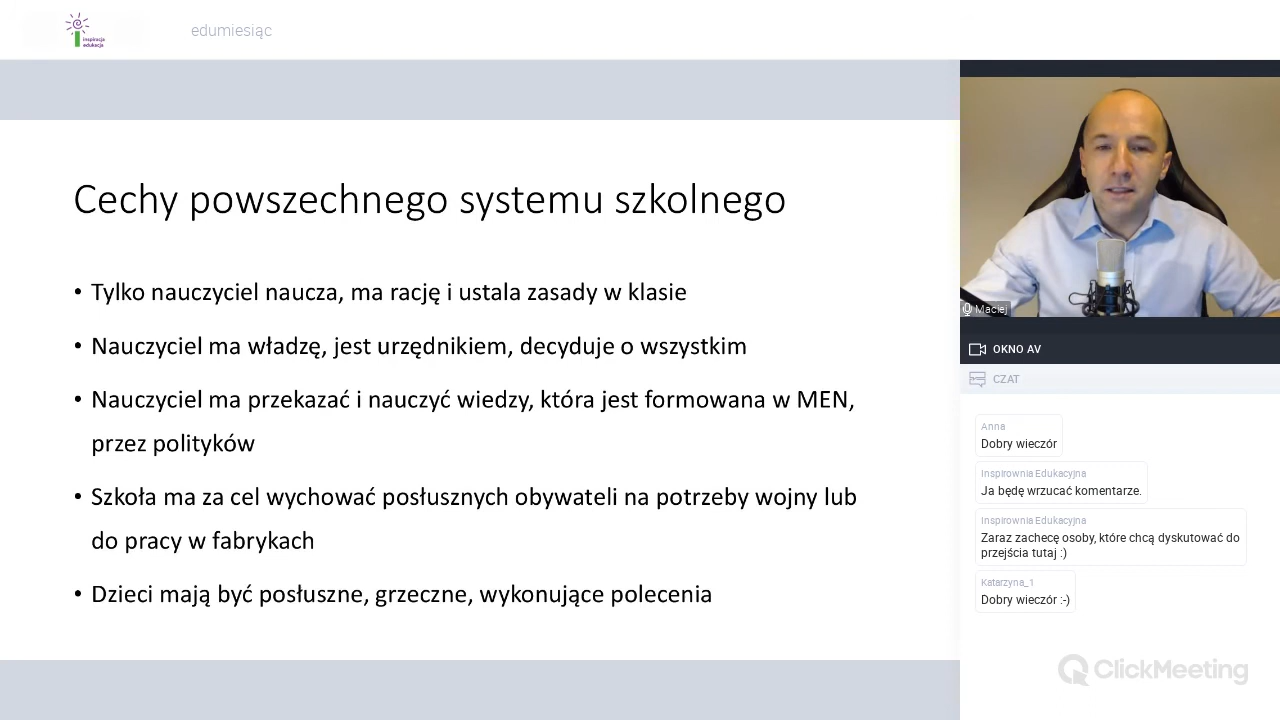 inspiracja
edukacja
edumiesiąc
Cechy powszechnego systemu szkolnego
• Tylko nauczyciel naucza, ma rację i ustala zasady w klasie
• Nauczyciel ma władzę, jest urzędnikiem, decyduje o wszystkim
• Nauczyciel ma przekazać i nauczyć wiedzy, która jest formowana w MEN,
przez polityków
• Szkoła ma za cel wychować posłusznych obywateli na potrzeby wojny lub
do pracy w fabrykach
• Dzieci mają być posłuszne, grzeczne, wykonujące polecenia
Maciej
OKNO AV
CZAT
Anna
Dobry wieczór
Inspirownia Edukacyjna
Ja będę wrzucać komentarze.
Inspirownia Edukacyjna
Zaraz zachecę osoby, które chcą dyskutować do
przejścia tutaj :)
Katarzyna_1
Dobry wieczór :-)
ClickMeeting